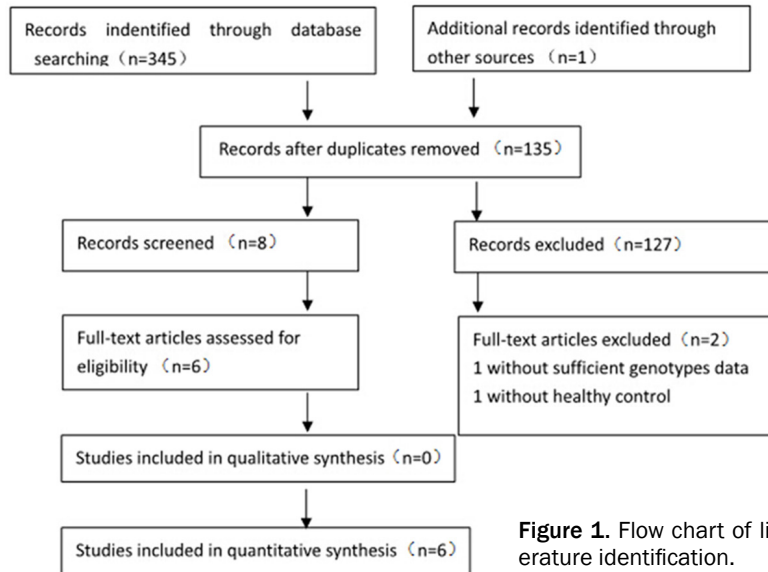 Records indentified through database
searching（n=345）
Additional records identified through
other sources （n=1）
Records after duplicates removed （n=135）
Records screened （n=8）
Records excluded（n=127）
Full-text articles assessed for
eligibility （n=6）
Full-text articles excluded（n=2）
1 without sufficient genotypes data
1 without healthy control
Studies included in qualitative synthesis（n=0）
Studies included in quantitative synthesis（n=6）
Figure 1. Flow chart of lit-
erature identification.